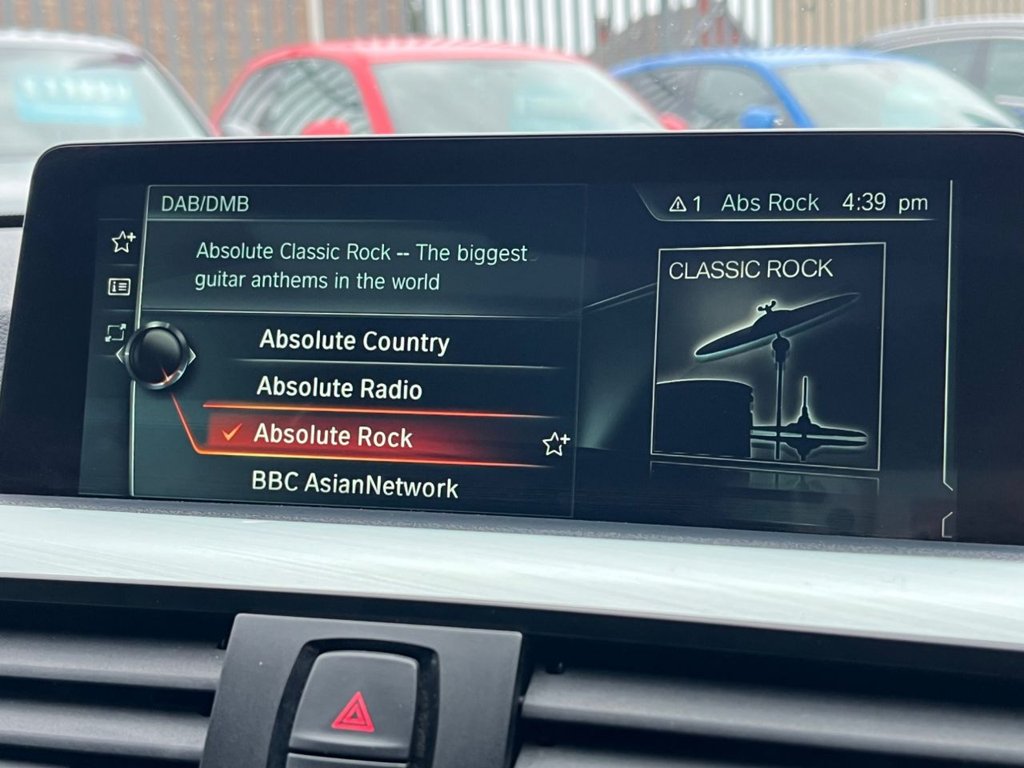 DAB/DMB
1 Abs Rock 4:39 pm
Absolute Classic Rock -- The biggest
guitar anthems in the world
Absolute Country
Absolute Radio
Absolute Rock
BBC AsianNetwork
CLASSIC ROCK